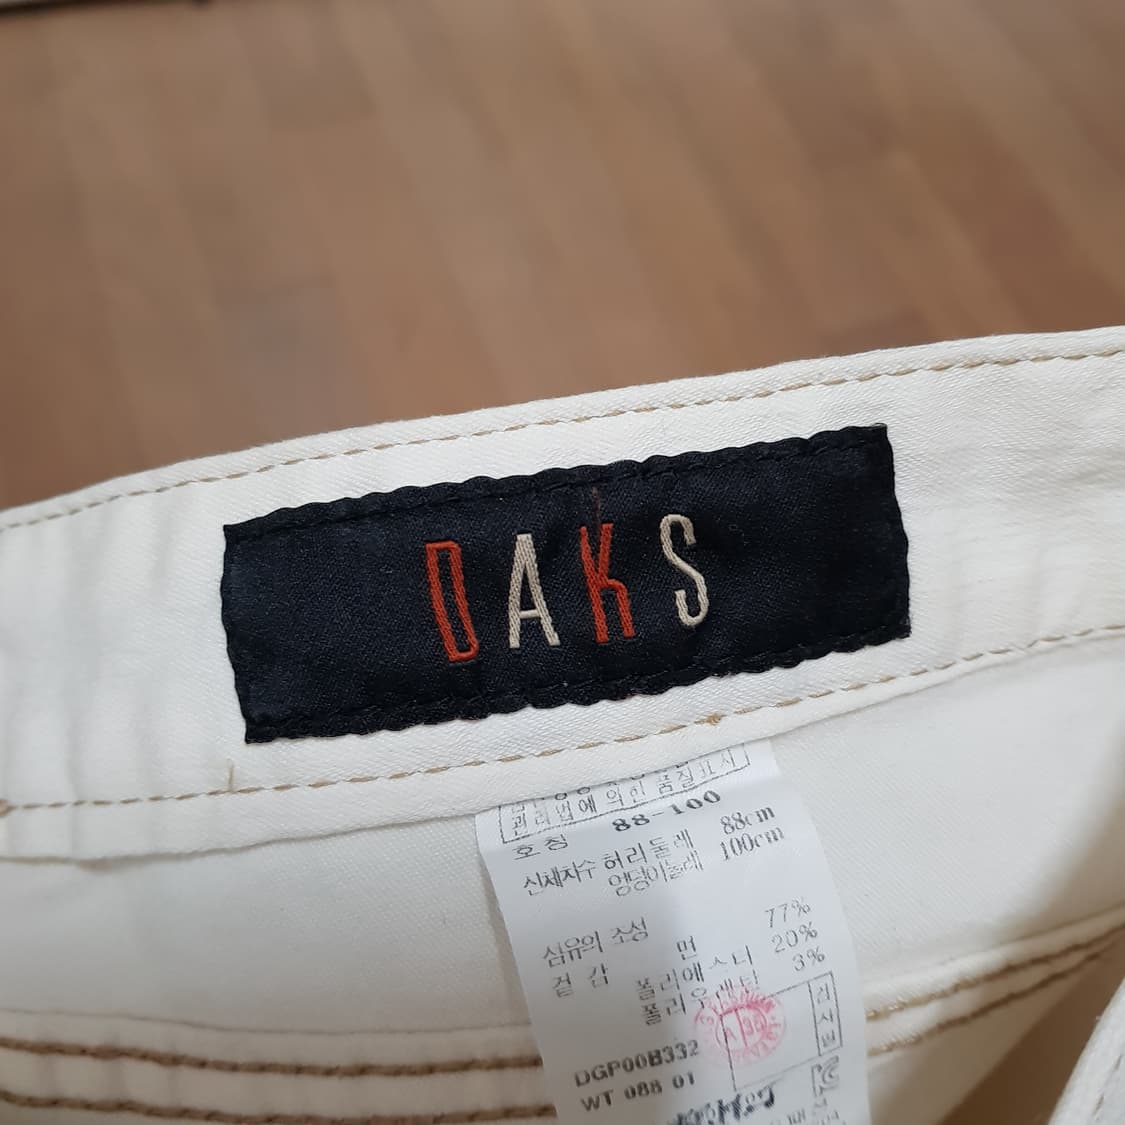 DAKS
관리법에 의한 품질표시
호칭 88-100
신체치수 허리둘레 88cm
엉덩이둘레 100cm
섬유의 조성
겉감 면 77%
폴리에스터 20%
폴리우레탄 3%
검사필
DGP00B332
WT 088 01